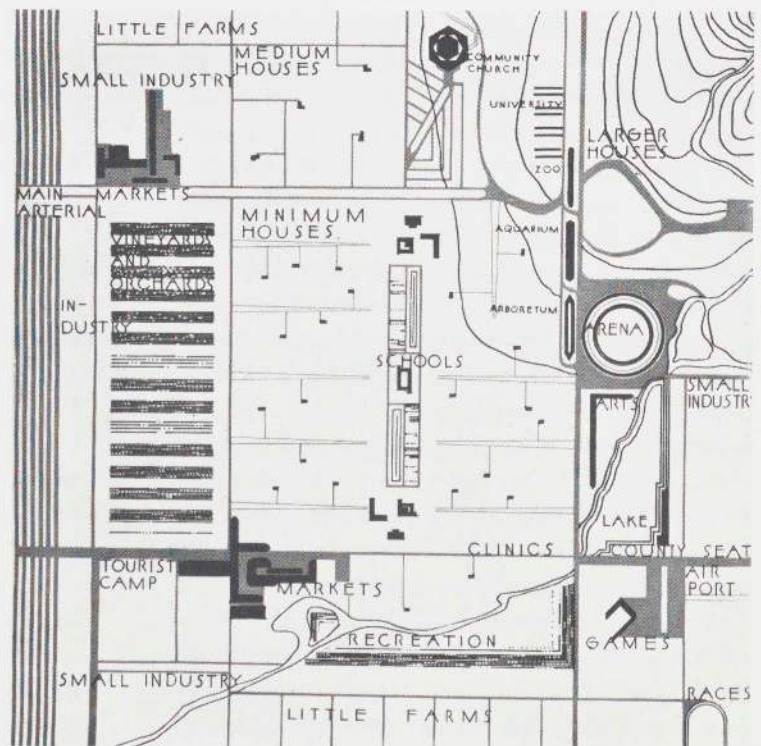 LITTLE FARMS
MEDIUM
HOUSES
COMMUNITY
CHURCH
SMALL INDUSTRY
UNIVERSITY
LARGER
HOUSES
ZOO
MAIN MARKETS
ARTERIAL
MINIMUM
HOUSES
VINEYARDS
AND
ORCHARDS
AQUARIUM
IN-
DUSTRY
ARBORETUM
ARENA
SCHOOLS
SMALL
INDUSTR
ARTS
LAKE
CLINICS
COUNTY SEAT
TOURIST
CAMP
MARKETS
AIR
PORT
RECREATION
GAMES
SMALL INDUSTRY
RACES
LITTLE FARMS